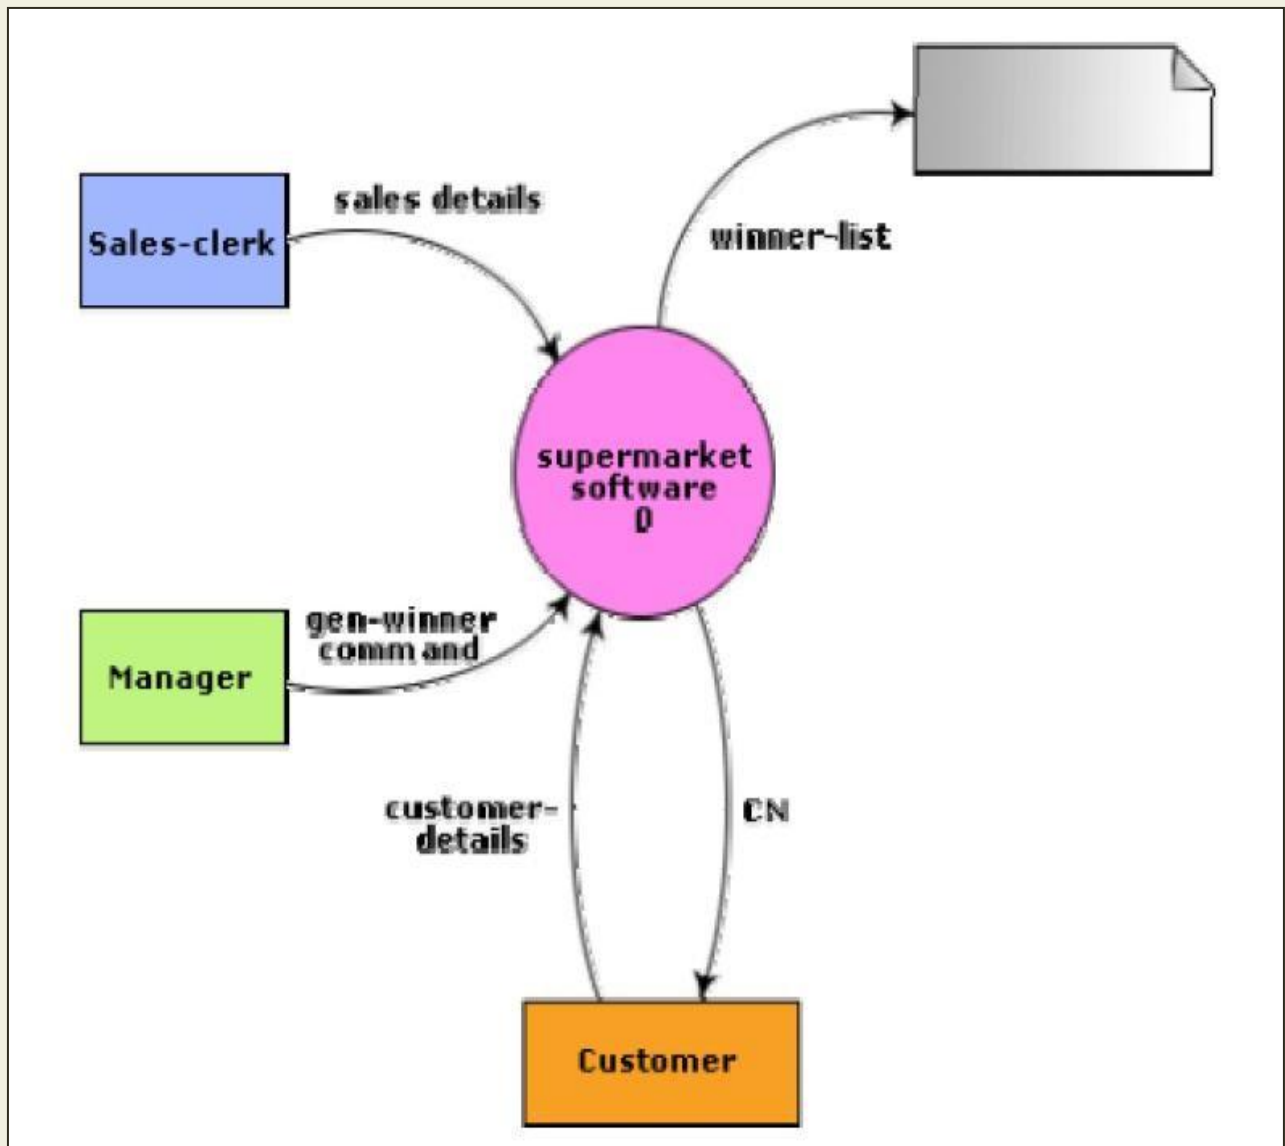 sales details
Sales-clerk
winner-list
supermarket
software
0
gen-winner
command
Manager
customer-
details
CN
Customer